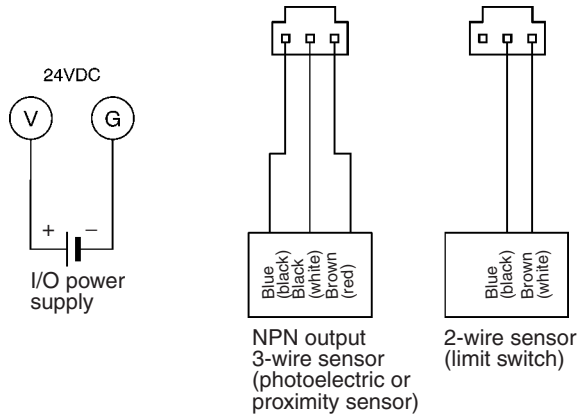 24VDC
V
G
+
−
I/O power
supply
Blue
(black)
Black
(white)
Brown
(red)
NPN output
3-wire sensor
(photoelectric or
proximity sensor)
Blue
(black)
Brown
(white)
2-wire sensor
(limit switch)